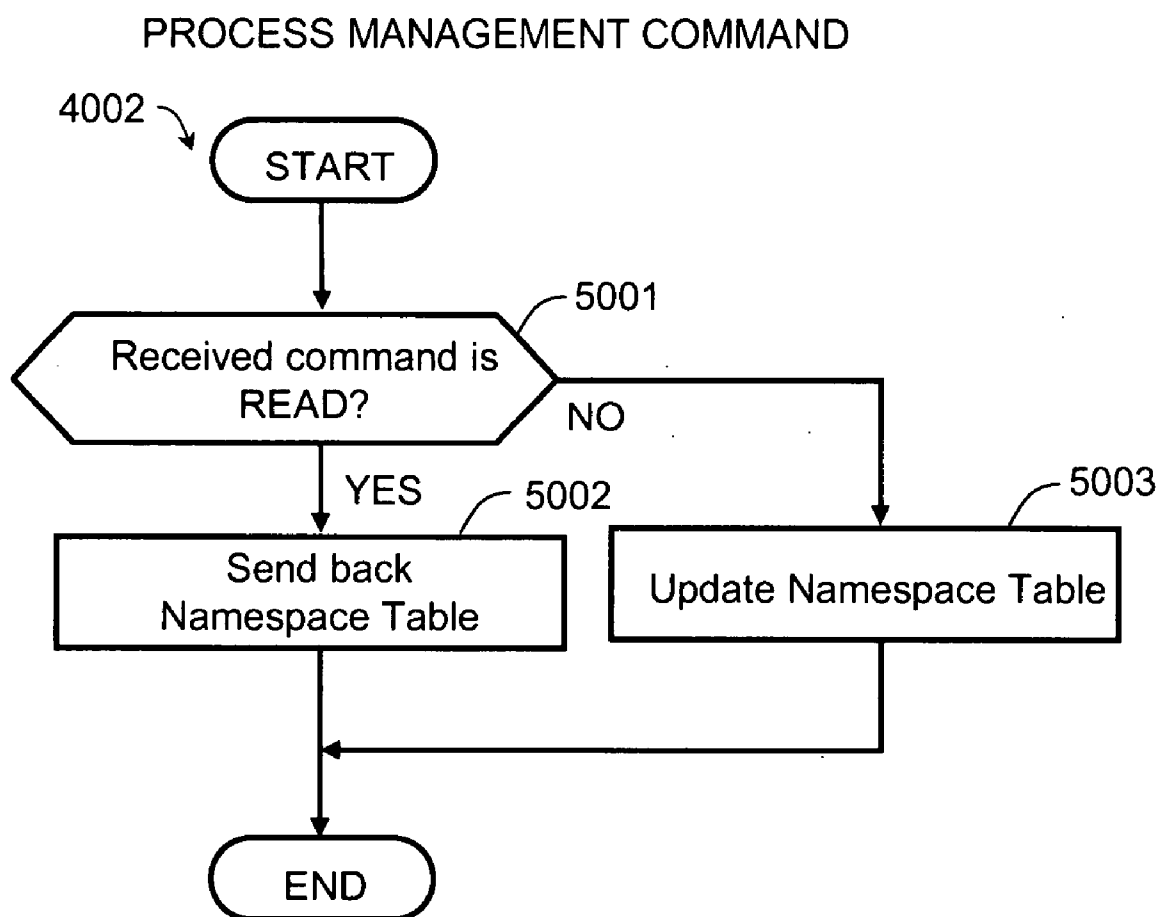 PROCESS MANAGEMENT COMMAND
4002
START
5001
Received command is
READ?
NO
YES
5002
5003
Send back
Namespace Table
Update Namespace Table
END